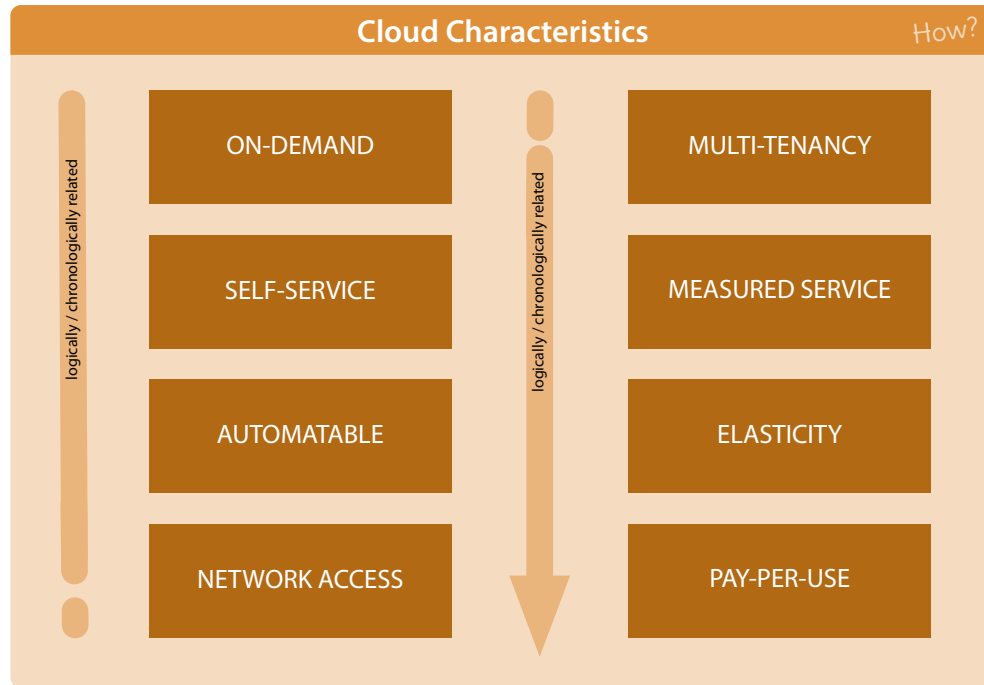 Cloud Characteristics
How?
logically / chronologically related
ON-DEMAND
SELF-SERVICE
AUTOMATABLE
NETWORK ACCESS
logically / chronologically related
MULTI-TENANCY
MEASURED SERVICE
ELASTICITY
PAY-PER-USE